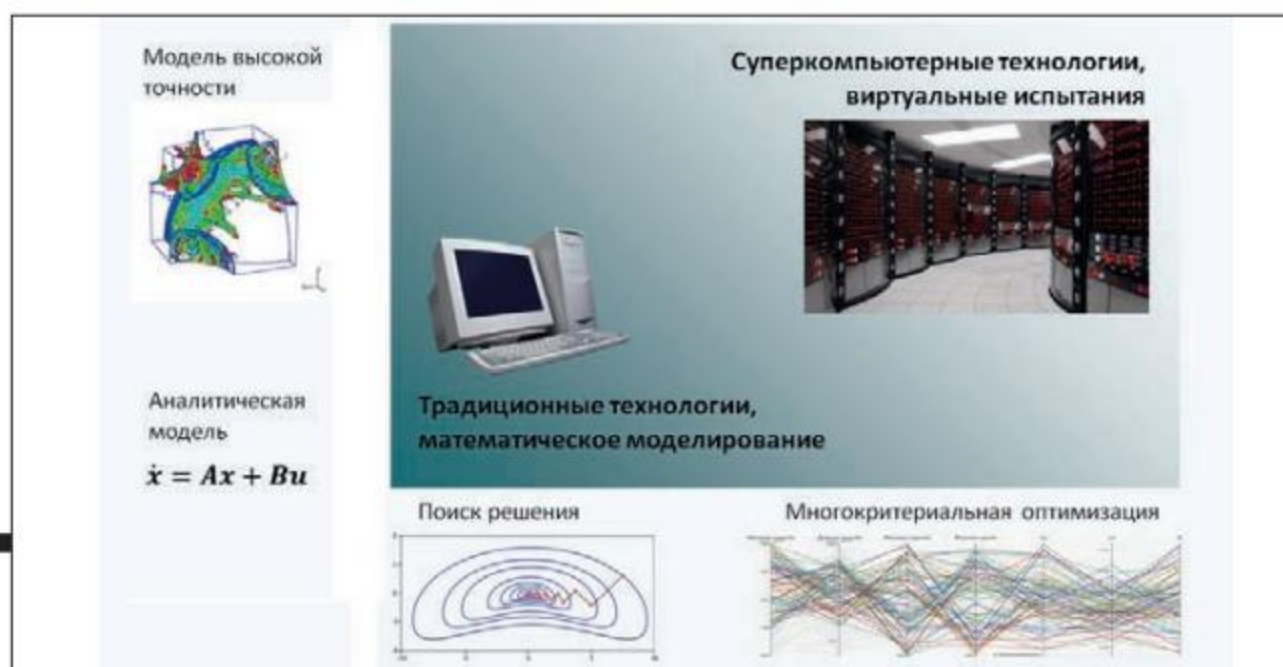 Модель высокой
точности
Суперкомпьютерные технологии,
виртуальные испытания
Традиционные технологии,
математическое моделирование
Аналитическая
модель
ẋ = Ax + Bu
Поиск решения
Многокритериальная оптимизация